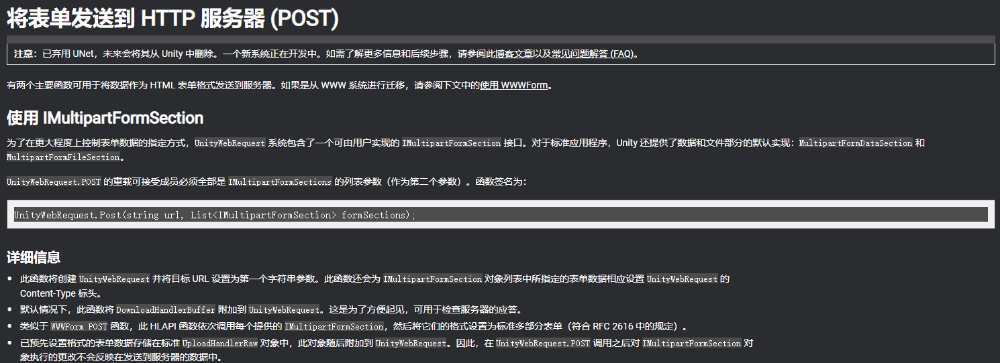 将表单发送到 HTTP 服务器 (POST)
注意：已弃用 UNet，未来会将其从 Unity 中删除。一个新系统正在开发中。如需了解更多信息和后续步骤，请参阅此博客文章以及常见问题解答 (FAQ)。
有两个主要函数可用于将数据作为 HTML 表单格式发送到服务器。如果是从 WWW 系统进行迁移，请参阅下文中的使用 WWWForm。
使用 IMultipartFormSection
为了在更大程度上控制表单数据的指定方式，UnityWebRequest 系统包含了一个可由用户实现的 IMultipartFormSection 接口。对于标准应用程序，Unity 还提供了数据和文件部分的默认实现：MultipartFormDataSection 和
MultipartFormFileSection。
UnityWebRequest.POST 的重载可接受成员必须全部是 IMultipartFormSections 的列表参数（作为第二个参数）。函数签名为：
UnityWebRequest.Post(string url, List<IMultipartFormSection> formSections);
详细信息
• 此函数将创建 UnityWebRequest 并将目标 URL 设置为第一个字符串参数。此函数还会为 IMultipartFormSection 对象列表中所指定的表单数据相应设置 UnityWebRequest 的
Content-Type 标头。
• 默认情况下，此函数将 DownloadHandlerBuffer 附加到 UnityWebRequest。这是为了方便起见，可用于检查服务器的应答。
• 类似于 WWWForm POST 函数，此 HLAPI 函数依次调用每个提供的 IMultipartFormSection，然后将它们的格式设置为标准多部分表单（符合 RFC 2616 中的规定）。
• 已预先设置格式的表单数据存储在标准 UploadHandlerRaw 对象中，此对象随后附加到 UnityWebRequest。因此，在 UnityWebRequest.POST 调用之后对 IMultipartFormSection 对
象执行的更改不会反映在发送到服务器的数据中。